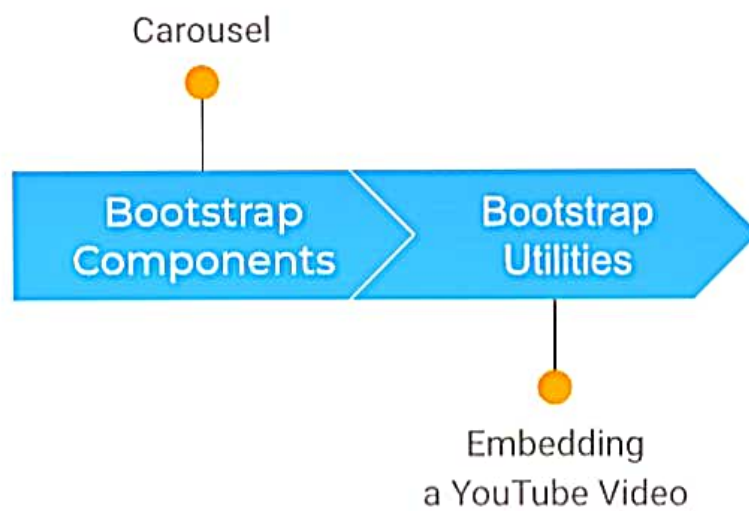 Carousel
Bootstrap
Components
Bootstrap
Utilities
Embedding
a YouTube Video